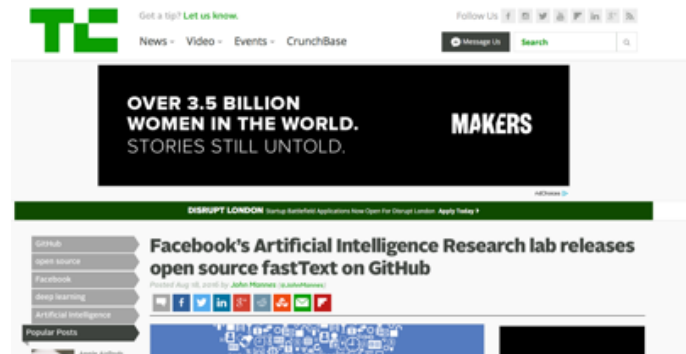 TC
Got a tip? Let us know.
Follow Us
News Video Events CrunchBase
Message Us
Search
OVER 3.5 BILLION
WOMEN IN THE WORLD.
STORIES STILL UNTOLD.
MAKERS
AdChoices
DISRUPT LONDON Startup Battlefield Applications Now Open For Disrupt London Apply Today
GitHub
open source
Facebook
deep learning
Artificial Intelligence
Popular Posts
Facebook's Artificial Intelligence Research lab releases
open source fastText on GitHub
Posted Aug 18, 2016 by John Mannes (@JohnMannes)